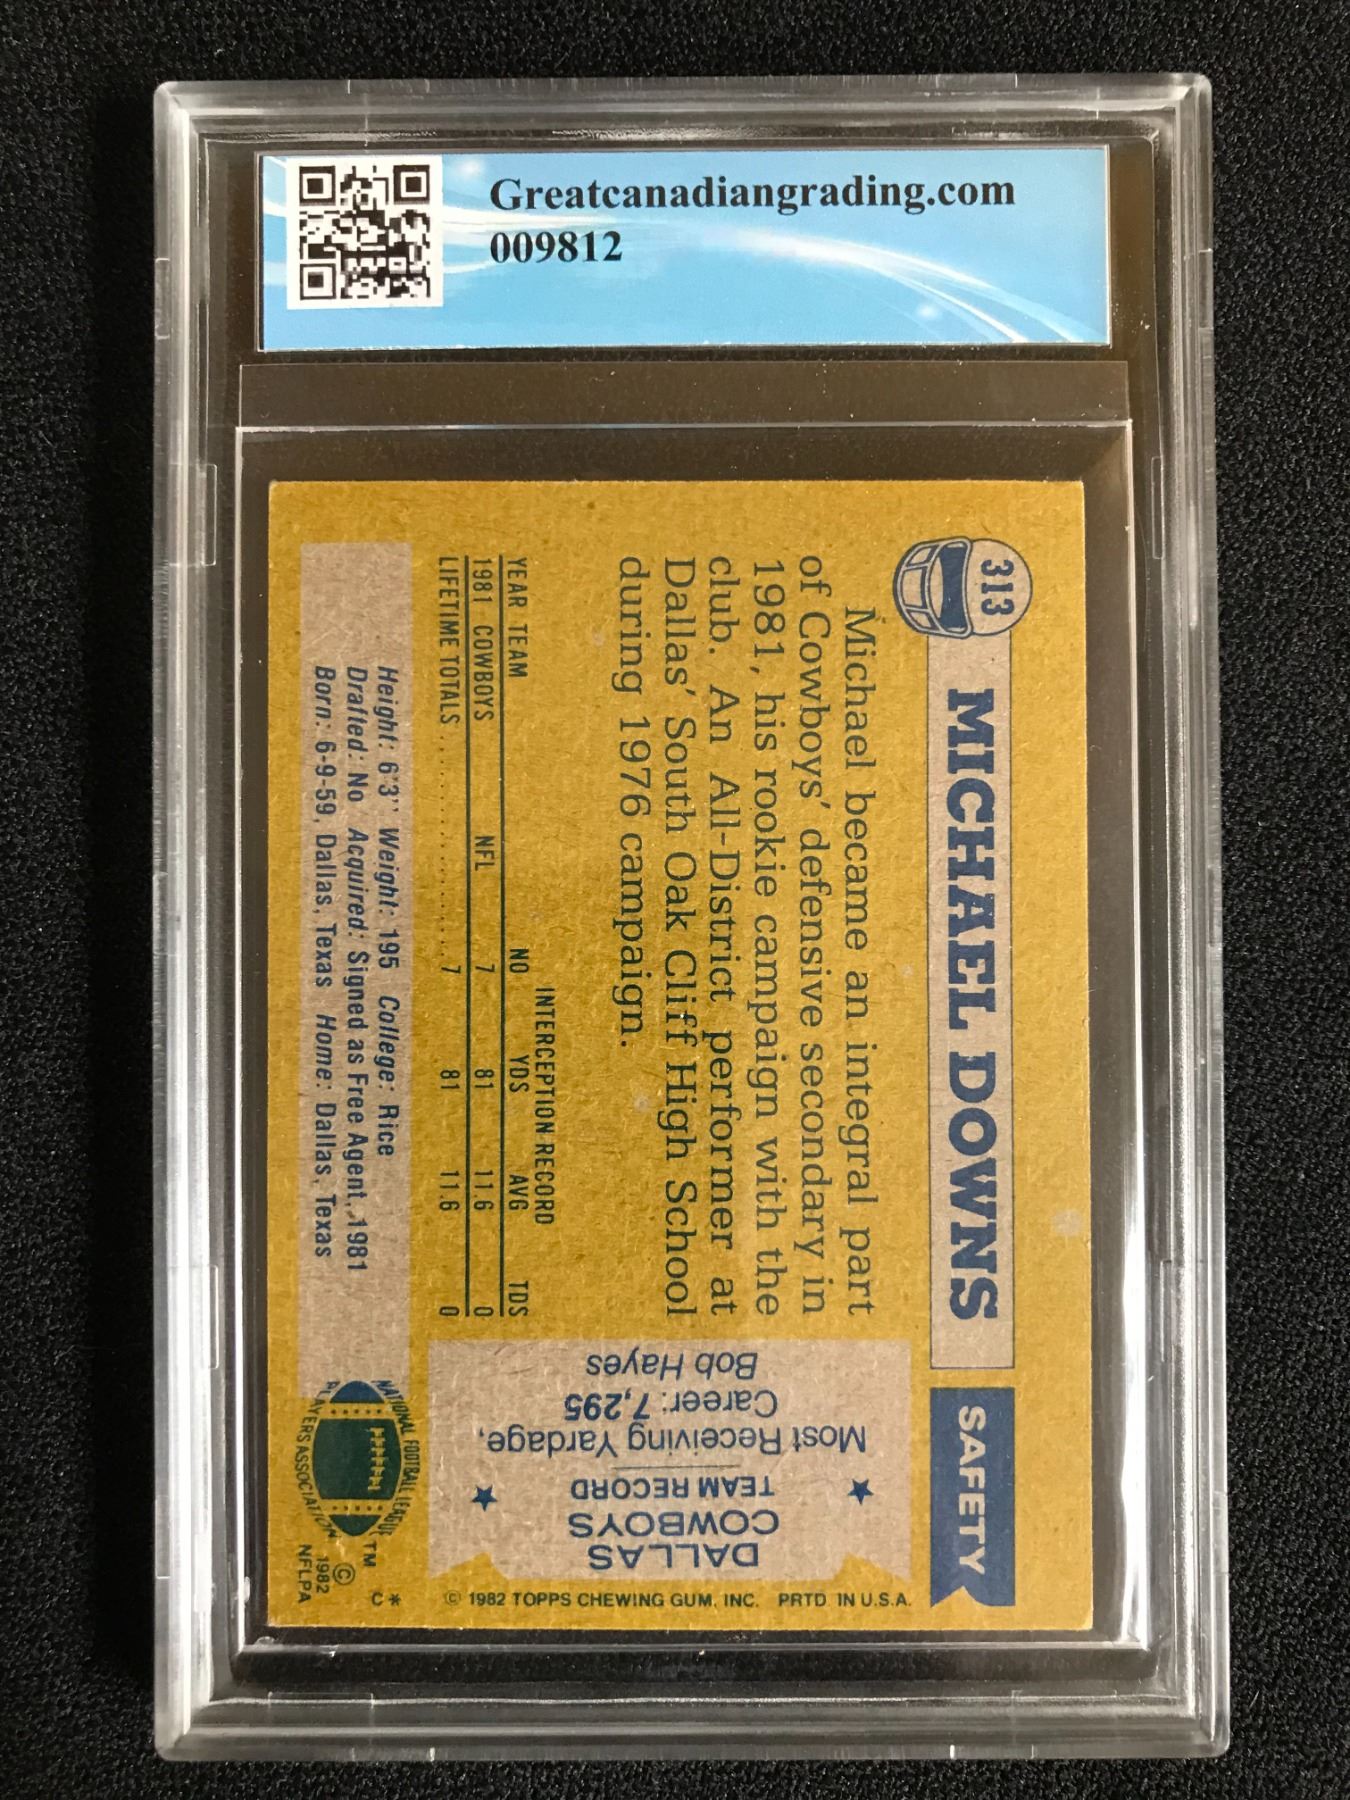 Greatcanadiangrading.com
009812
313
MICHAEL DOWNS
SAFETY
Michael became an integral part
of Cowboys' defensive secondary in
1981, his rookie campaign with the
club. An All-District performer at
Dallas' South Oak Cliff High School
during 1976 campaign.
INTERCEPTION RECORD
YEAR TEAM NO YDS AVG TDS
1981 COWBOYS NFL 7 81 11.6 0
LIFETIME TOTALS 7 81 11.6 0
Height: 6'3" Weight: 195 College: Rice
Drafted: No Acquired: Signed as Free Agent, 1981
Born: 6-9-59, Dallas, Texas Home: Dallas, Texas
DALLAS
COWBOYS
TEAM RECORD
Most Receiving Yardage,
Career: 7,295
Bob Hayes
NATIONAL FOOTBALL LEAGUE
PLAYERS ASSOCIATION
TM
©
1982
NFLPA
C*
© 1982 TOPPS CHEWING GUM, INC. PRTD. IN U.S.A.